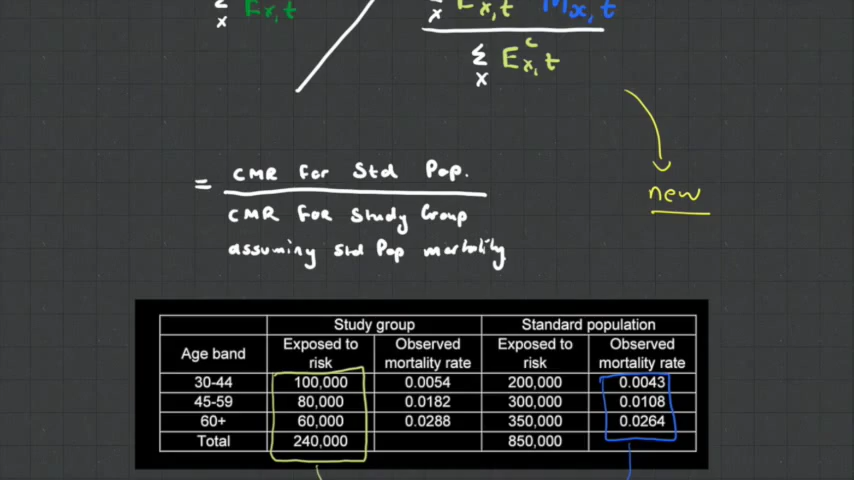 Σ Ex,t
x
Σ Ex,t Mx,t
x
Σ E^c x,t
x
= CMR for Std Pop.
CMR For Study Group
assuming Std Pop mortality
new
Study group Standard population
Age band Exposed to risk Observed mortality rate Exposed to risk Observed mortality rate
30-44 100,000 0.0054 200,000 0.0043
45-59 80,000 0.0182 300,000 0.0108
60+ 60,000 0.0288 350,000 0.0264
Total 240,000 850,000